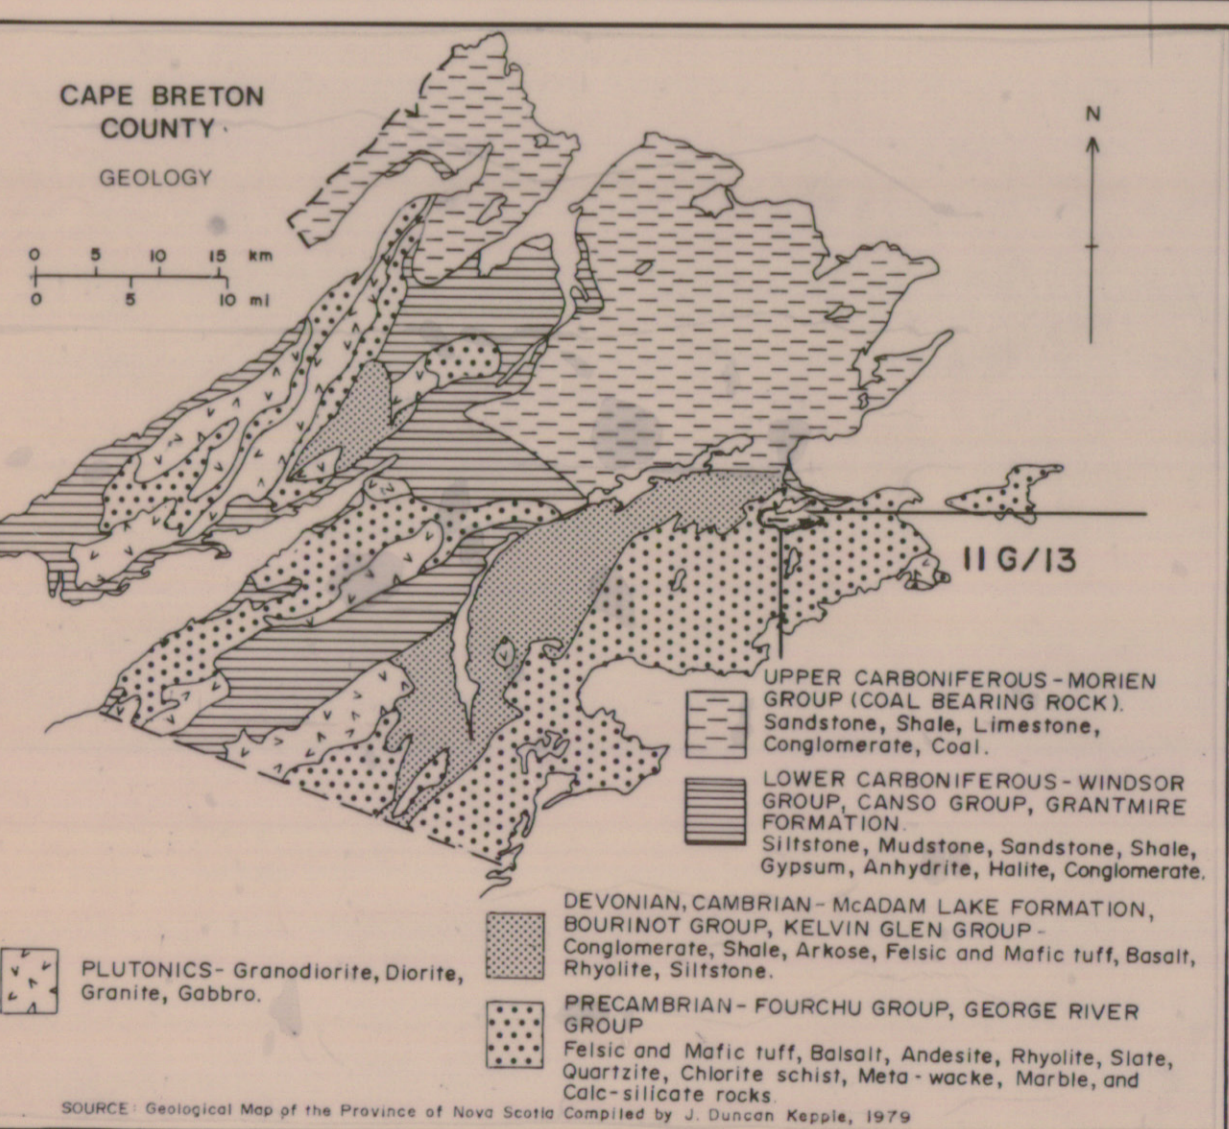 CAPE BRETON
COUNTY
GEOLOGY
0 5 10 15 km
0 5 10 mi
N
11 G/13
UPPER CARBONIFEROUS - MORIEN
GROUP (COAL BEARING ROCK).
Sandstone, Shale, Limestone,
Conglomerate, Coal.
LOWER CARBONIFEROUS - WINDSOR
GROUP, CANSO GROUP, GRANTMIRE
FORMATION.
Siltstone, Mudstone, Sandstone, Shale,
Gypsum, Anhydrite, Halite, Conglomerate.
DEVONIAN, CAMBRIAN - McADAM LAKE FORMATION,
BOURINOT GROUP, KELVIN GLEN GROUP -
Conglomerate, Shale, Arkose, Felsic and Mafic tuff, Basalt,
Rhyolite, Siltstone.
PLUTONICS - Granodiorite, Diorite,
Granite, Gabbro.
PRECAMBRIAN - FOURCHU GROUP, GEORGE RIVER
GROUP
Felsic and Mafic tuff, Balsalt, Andesite, Rhyolite, Slate,
Quartzite, Chlorite schist, Meta-wacke, Marble, and
Calc-silicate rocks.
SOURCE: Geological Map of the Province of Nova Scotia Compiled by J. Duncan Kepple, 1979